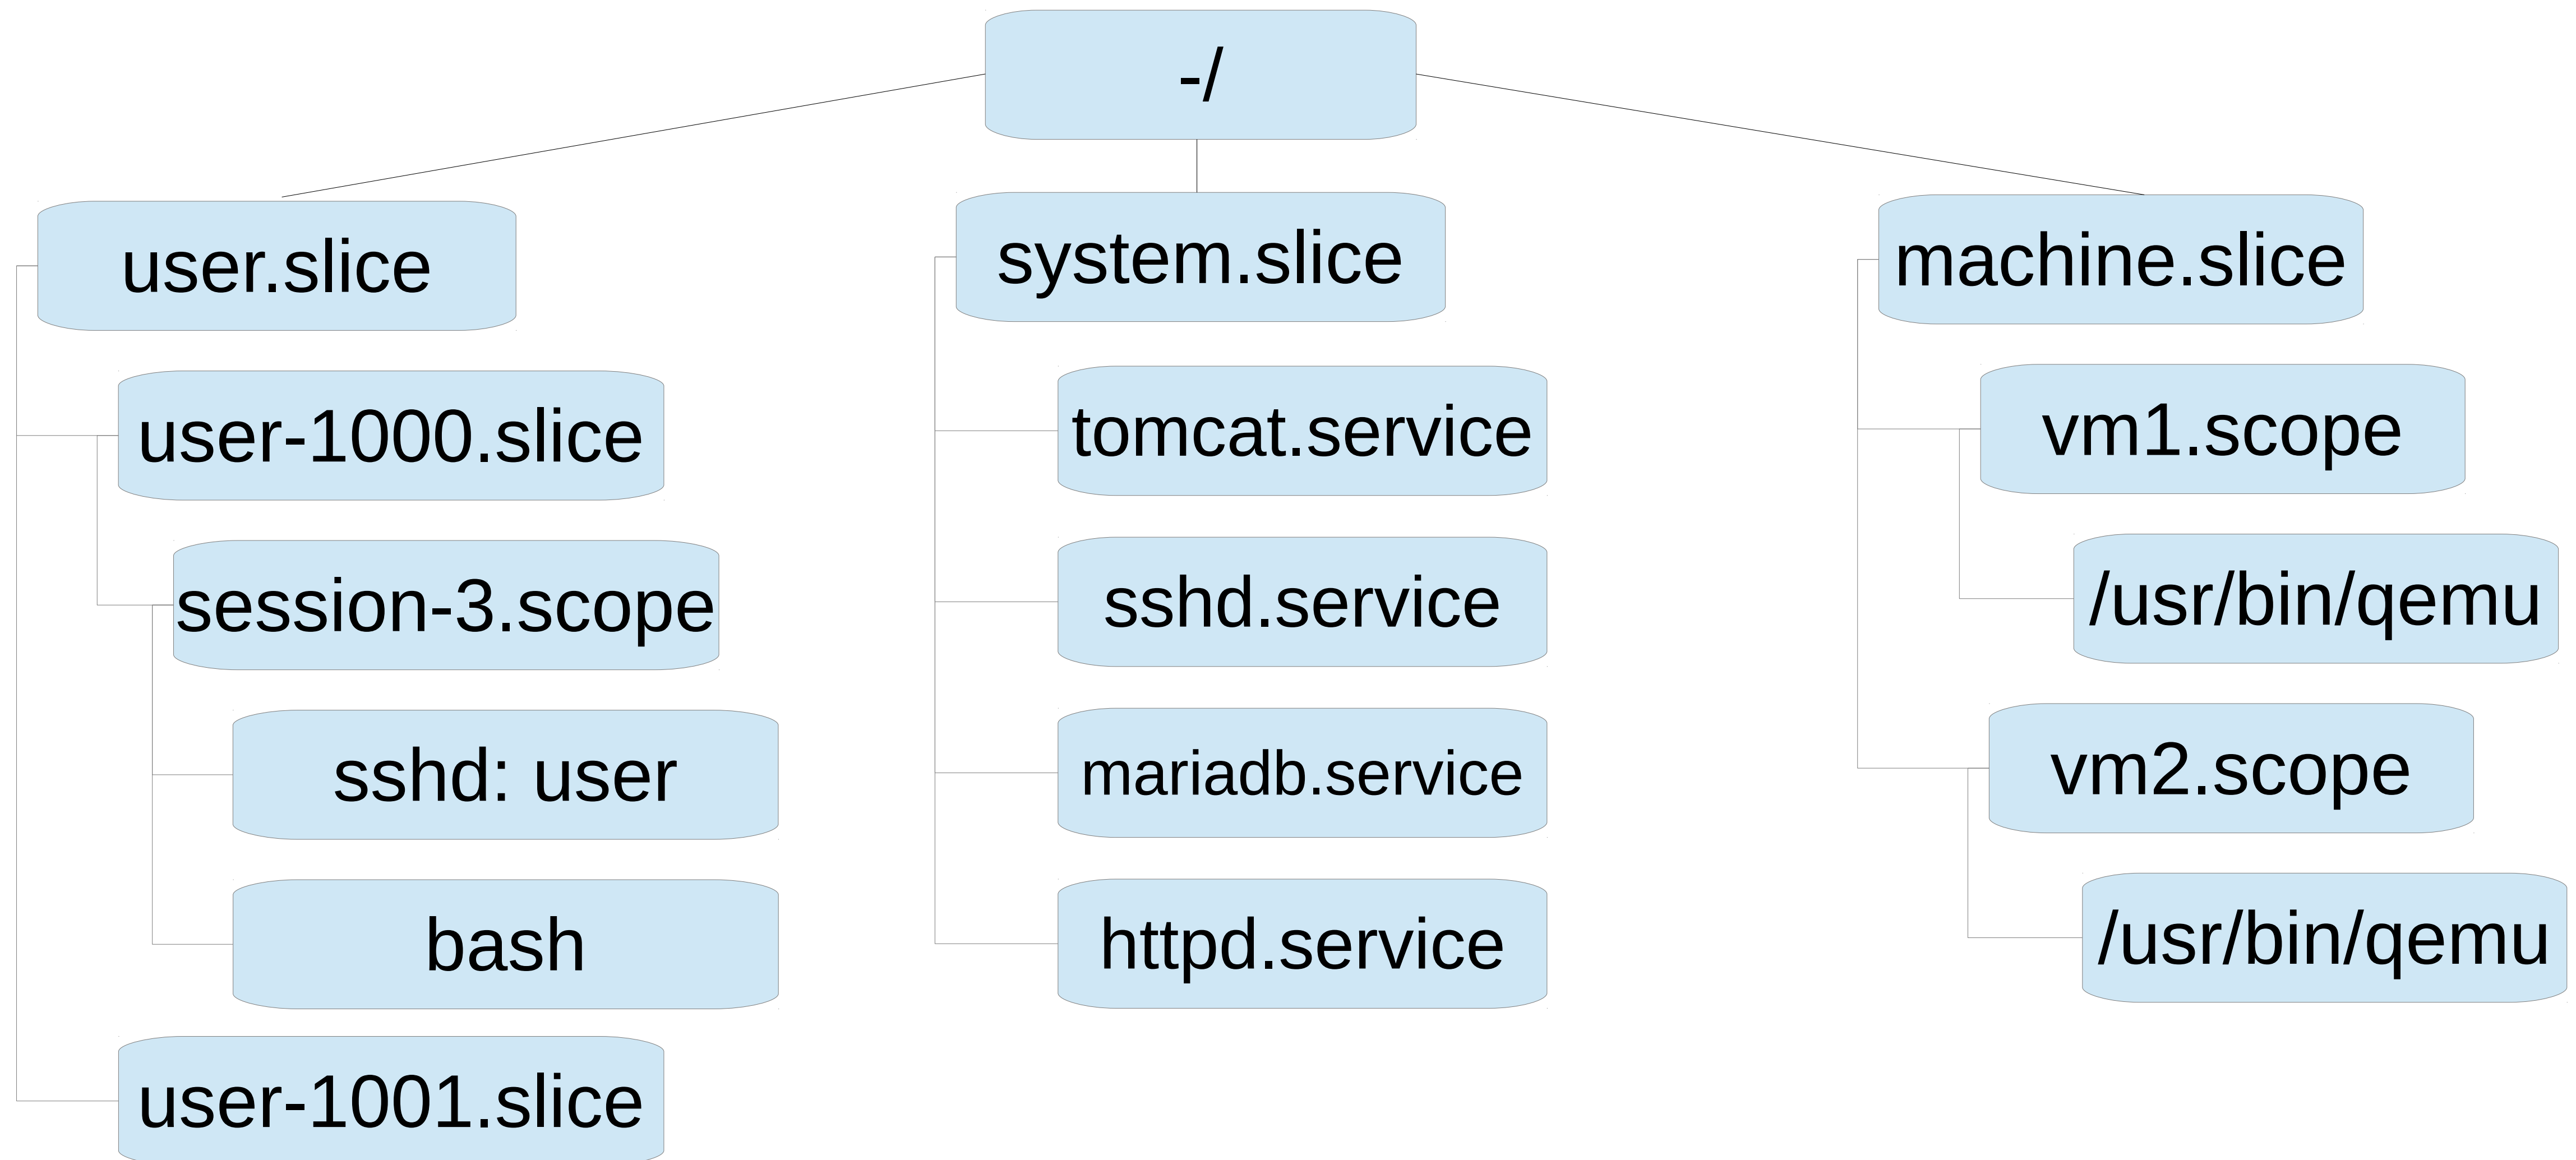 -/
user.slice
user-1000.slice
session-3.scope
sshd: user
bash
user-1001.slice
system.slice
tomcat.service
sshd.service
mariadb.service
httpd.service
machine.slice
vm1.scope
/usr/bin/qemu
vm2.scope
/usr/bin/qemu